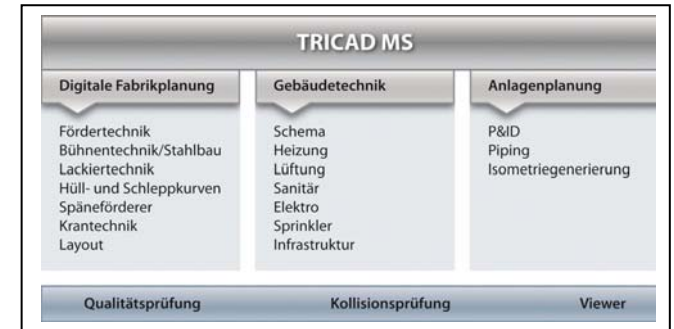 TRICAD MS
Digitale Fabrikplanung
Fördertechnik
Bühnentechnik/Stahlbau
Lackiertechnik
Hüll- und Schleppkurven
Späneförderer
Krantechnik
Layout
Gebäudetechnik
Schema
Heizung
Lüftung
Sanitär
Elektro
Sprinkler
Infrastruktur
Anlagenplanung
P&ID
Piping
Isometriegenerierung
Qualitätsprüfung
Kollisionsprüfung
Viewer